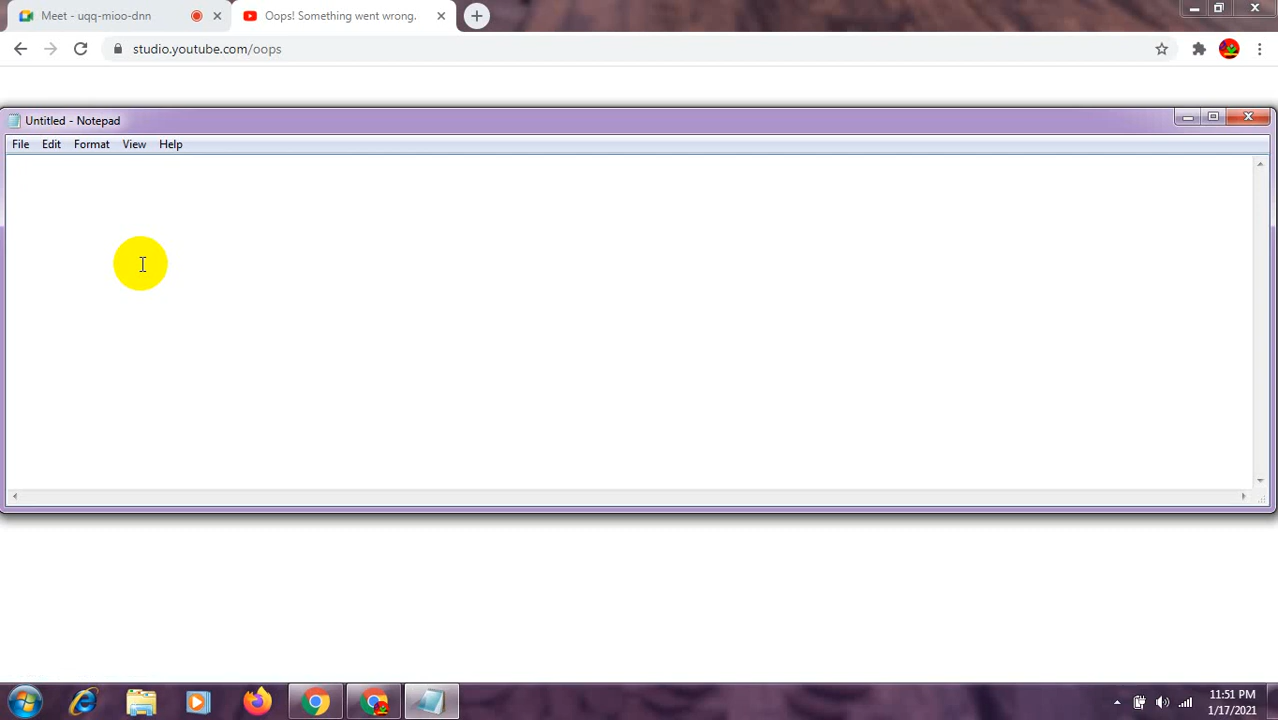 Meet - uqq-mioo-dnn
Oops! Something went wrong.
studio.youtube.com/oops
Untitled - Notepad
File Edit Format View Help
11:51 PM
1/17/2021